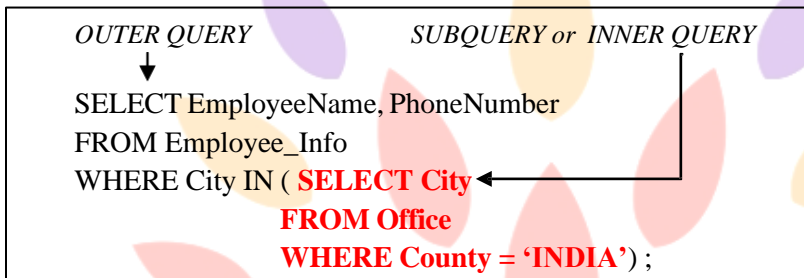 OUTER QUERY SUBQUERY or INNER QUERY
SELECT EmployeeName, PhoneNumber
FROM Employee_Info
WHERE City IN ( SELECT City
FROM Office
WHERE County = ‘INDIA’) ;